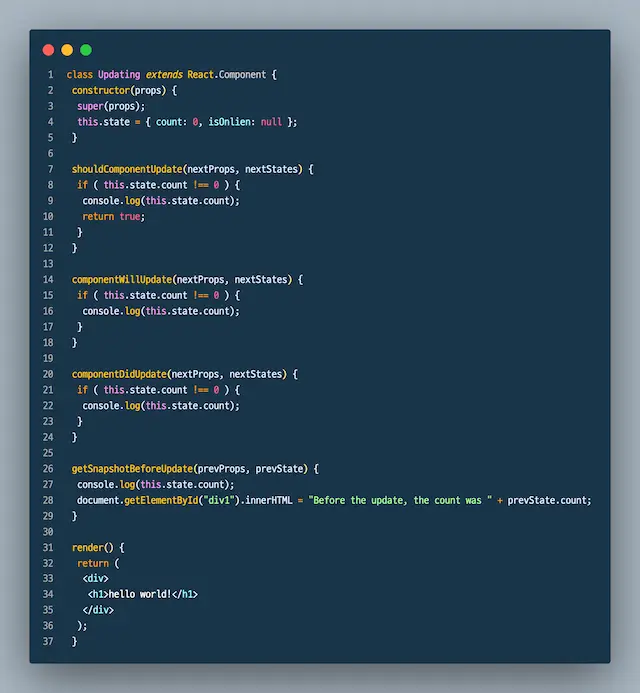 1 class Updating extends React.Component {
2 constructor(props) {
3 super(props);
4 this.state = { count: 0, isOnlien: null };
5 }
6
7 shouldComponentUpdate(nextProps, nextStates) {
8 if ( this.state.count !== 0 ) {
9 console.log(this.state.count);
10 return true;
11 }
12 }
13
14 componentWillUpdate(nextProps, nextStates) {
15 if ( this.state.count !== 0 ) {
16 console.log(this.state.count);
17 }
18 }
19
20 componentDidUpdate(nextProps, nextStates) {
21 if ( this.state.count !== 0 ) {
22 console.log(this.state.count);
23 }
24 }
25
26 getSnapshotBeforeUpdate(prevProps, prevState) {
27 console.log(this.state.count);
28 document.getElementById("div1").innerHTML = "Before the update, the count was " + prevState.count;
29 }
30
31 render() {
32 return (
33 <div>
34 <h1>hello world!</h1>
35 </div>
36 );
37 }